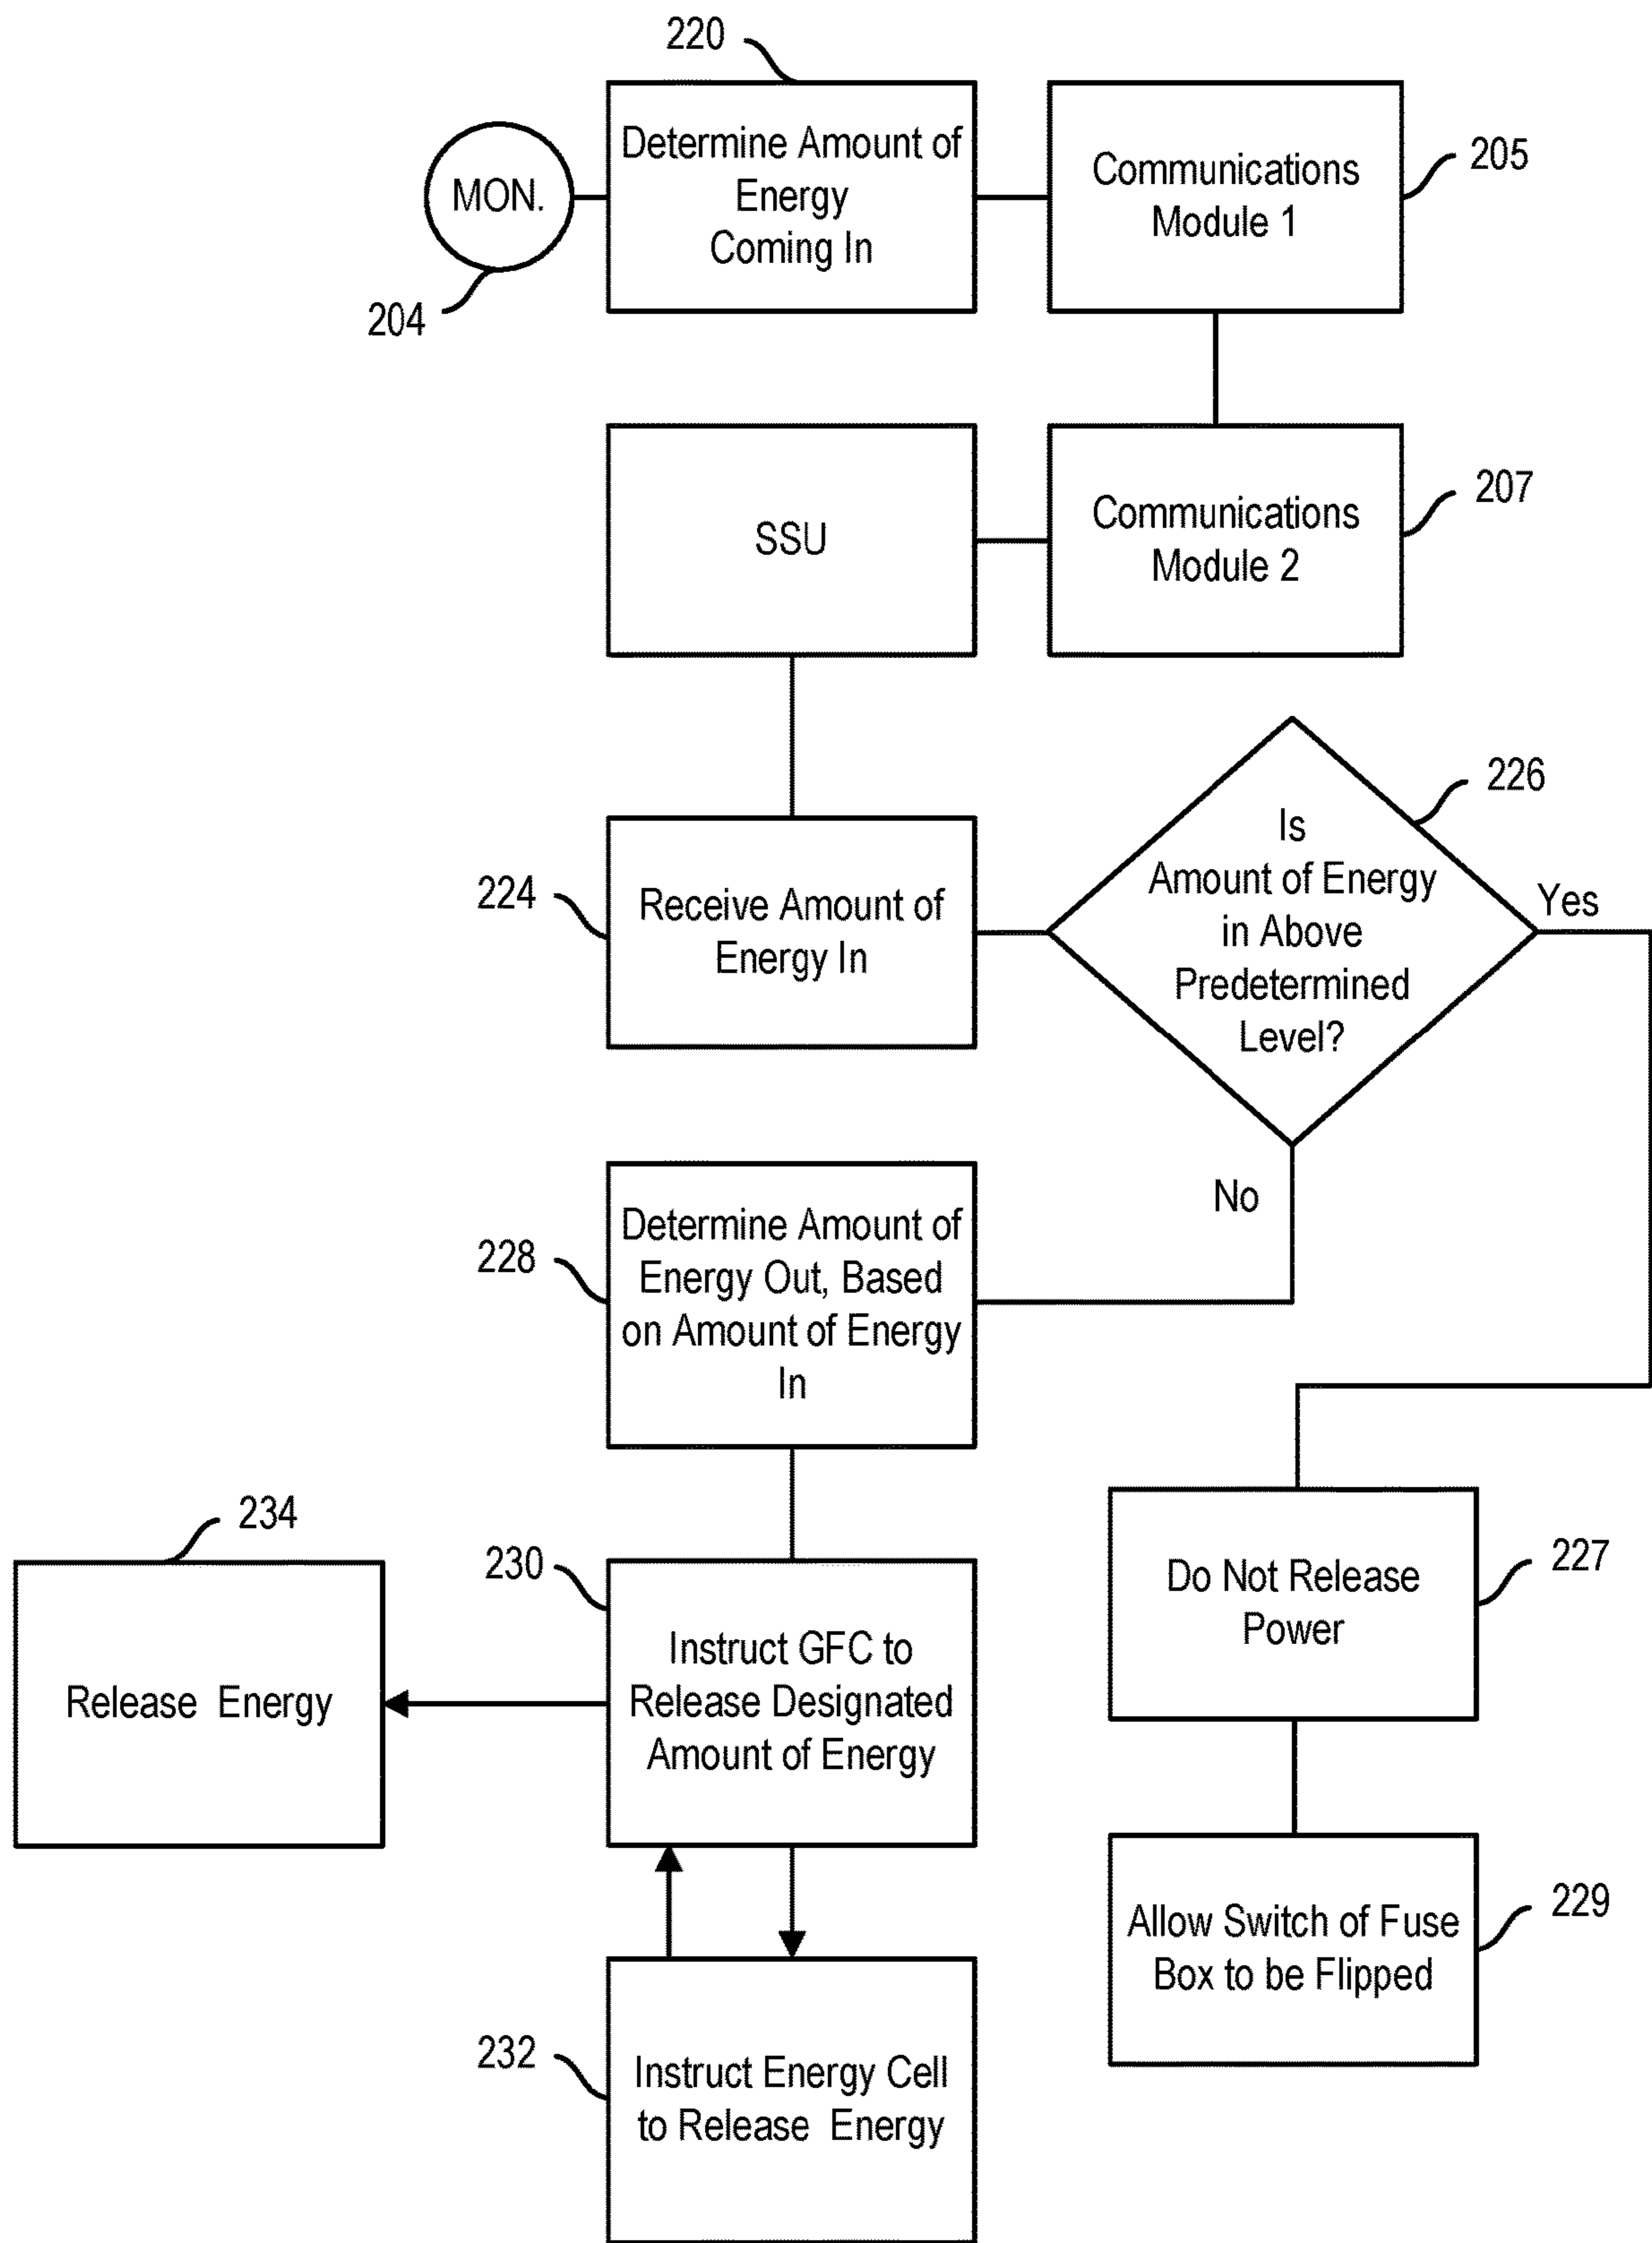 220
Determine Amount of
Energy
Coming In
Communications
Module 1
205
MON.
204
SSU
Communications
Module 2
207
224
Receive Amount of
Energy In
Is
Amount of Energy
in Above
Predetermined
Level?
226
Yes
No
228
Determine Amount of
Energy Out, Based
on Amount of Energy
In
234
Release Energy
230
Instruct GFC to
Release Designated
Amount of Energy
Do Not Release
Power
227
Allow Switch of Fuse
Box to be Flipped
229
232
Instruct Energy Cell
to Release Energy